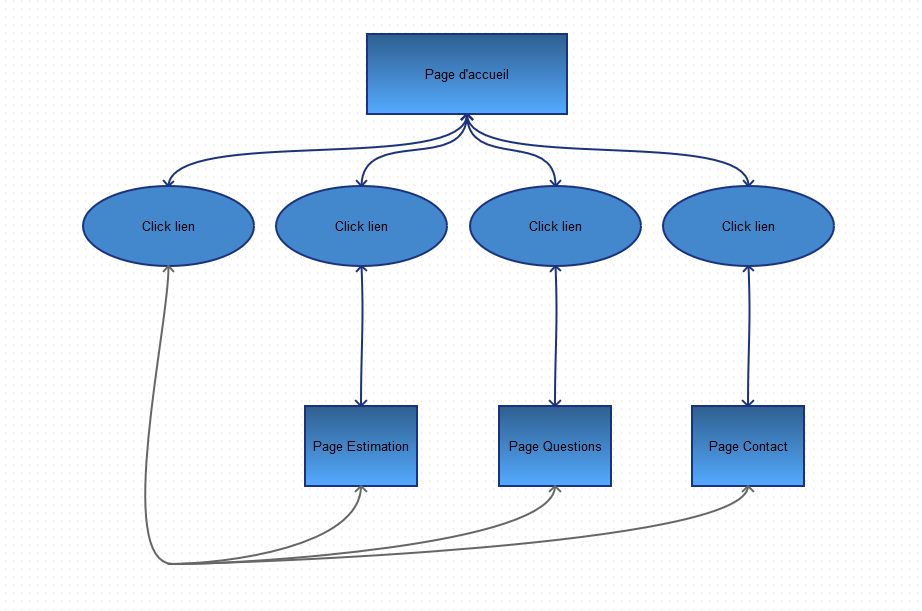 Page d'accueil
Click lien
Click lien
Click lien
Click lien
Page Estimation
Page Questions
Page Contact